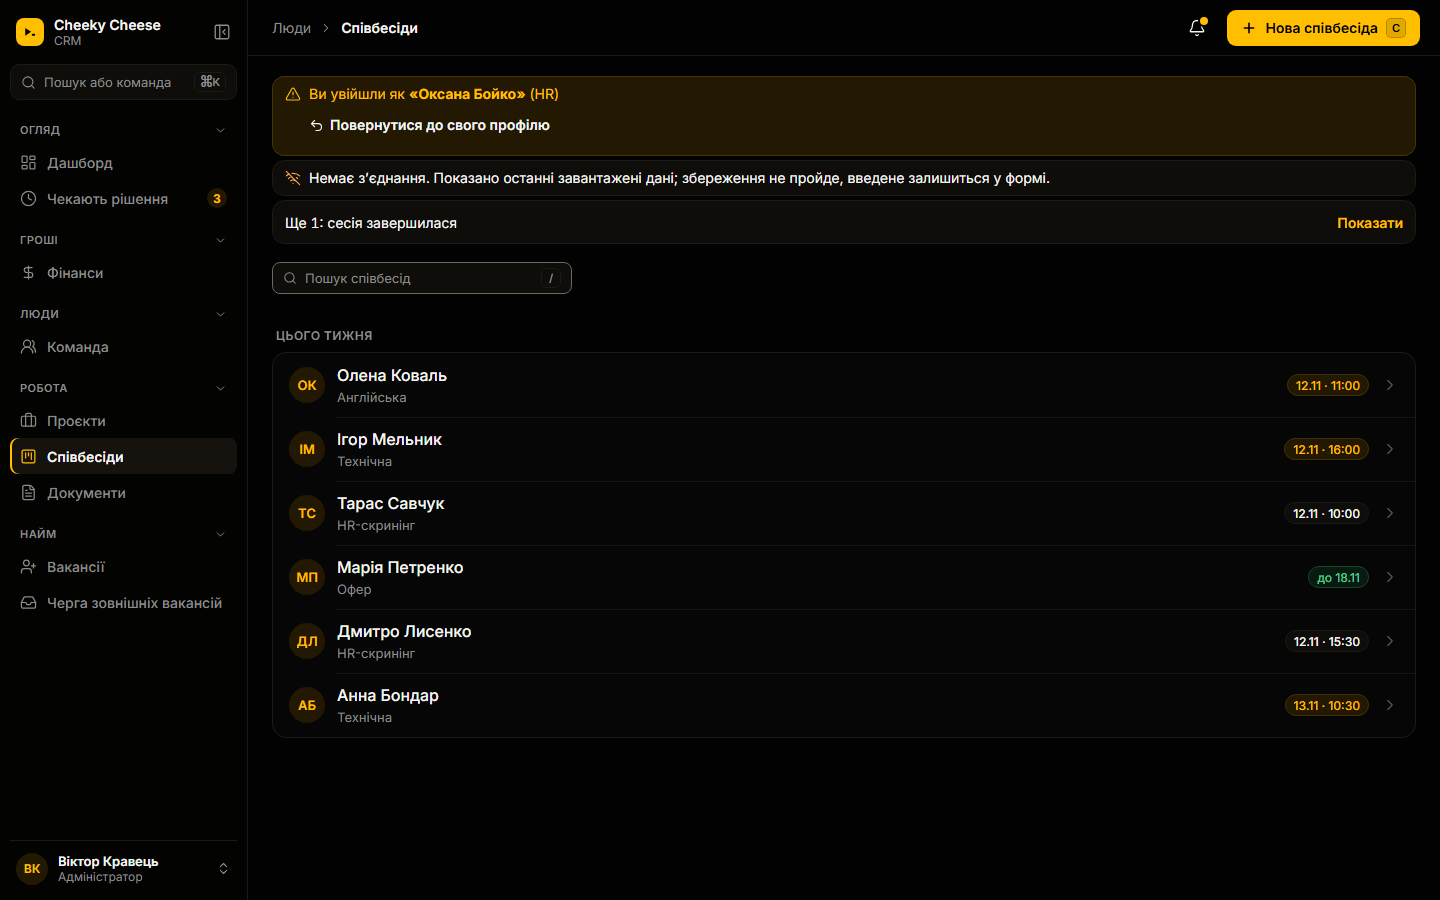 Cheeky Cheese
CRM
Пошук або команда ⌘K
ОГЛЯД
Дашборд
Чекають рішення 3
ГРОШІ
Фінанси
ЛЮДИ
Команда
РОБОТА
Проєкти
Співбесіди
Документи
НАЙМ
Вакансії
Черга зовнішніх вакансій
ВК Віктор Кравець
Адміністратор
Люди › Співбесіди
+ Нова співбесіда C
Ви увійшли як «Оксана Бойко» (HR)
Повернутися до свого профілю
Немає з’єднання. Показано останні завантажені дані; збереження не пройде, введене залишиться у формі.
Ще 1: сесія завершилася Показати
Пошук співбесід /
ЦЬОГО ТИЖНЯ
ОК Олена Коваль 12.11 · 11:00
Англійська
ІМ Ігор Мельник 12.11 · 16:00
Технічна
ТС Тарас Савчук 12.11 · 10:00
HR-скринінг
МП Марія Петренко до 18.11
Офер
ДЛ Дмитро Лисенко 12.11 · 15:30
HR-скринінг
АБ Анна Бондар 13.11 · 10:30
Технічна